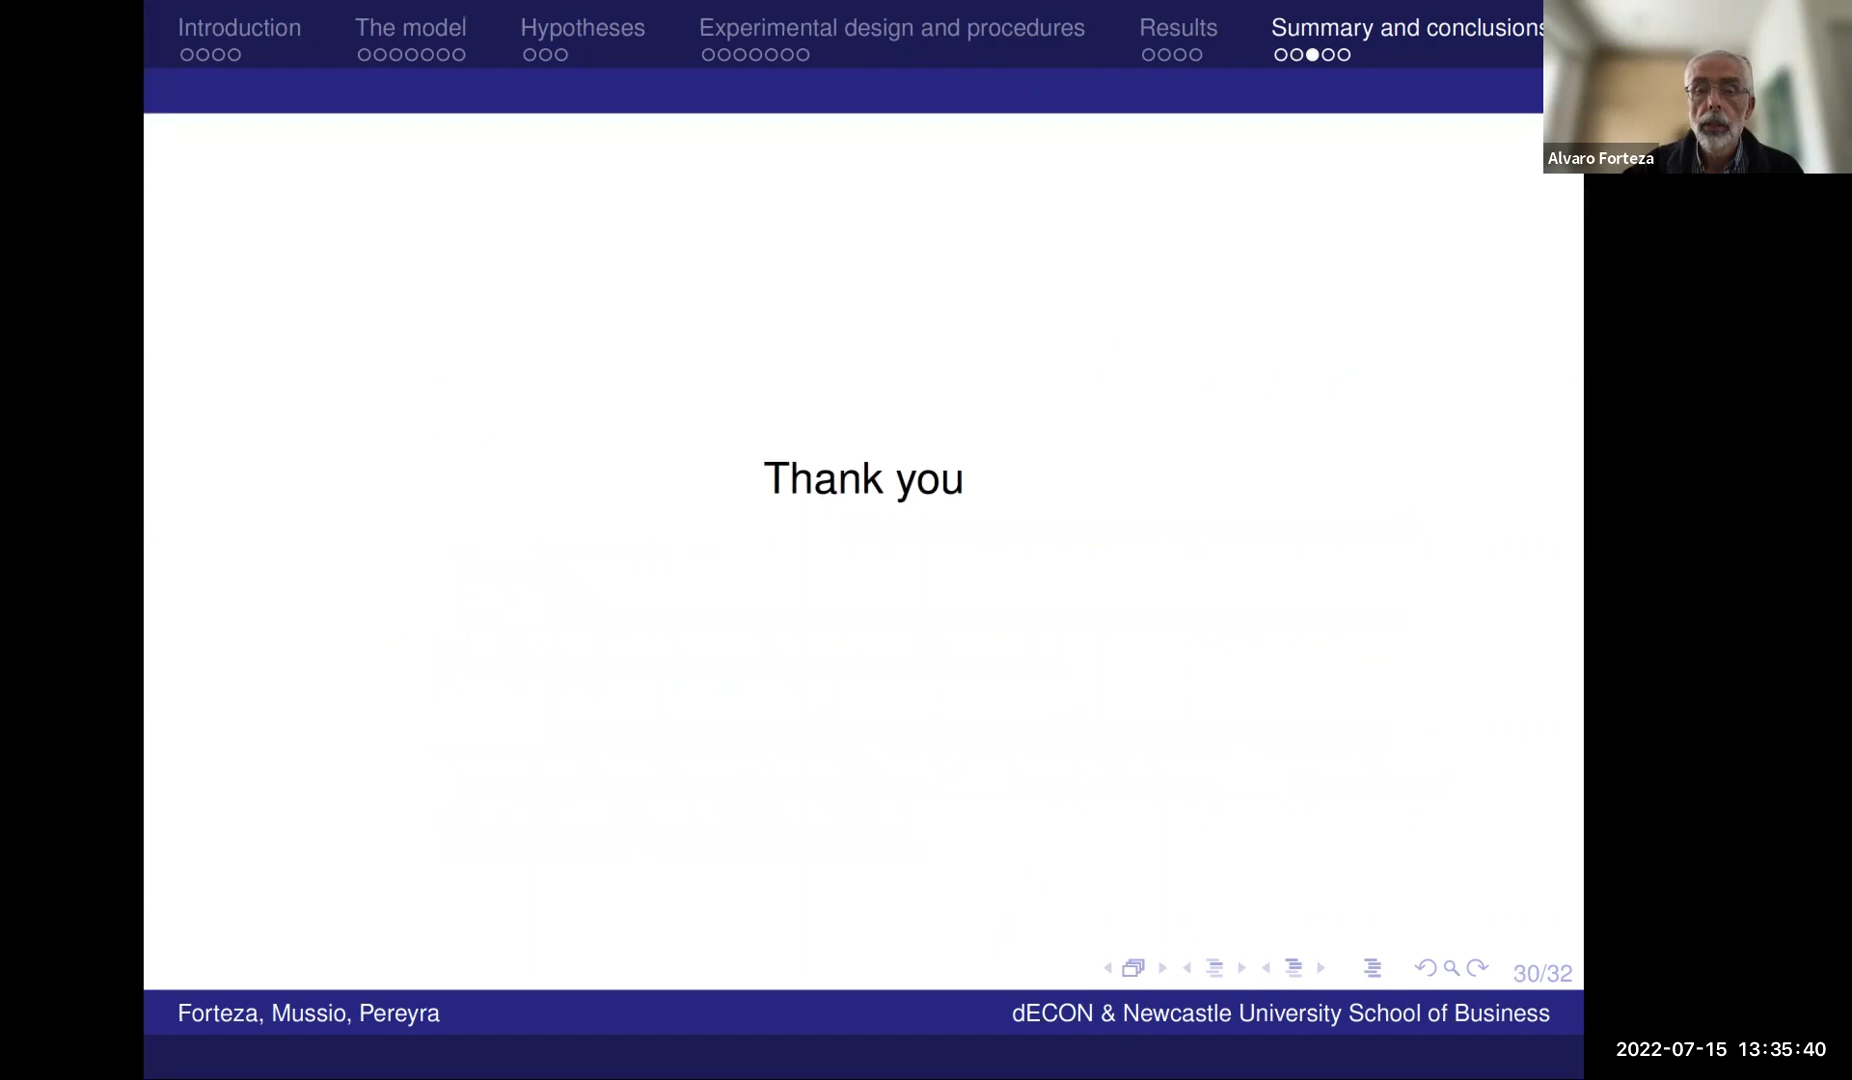 Introduction
The model
Hypotheses
Experimental design and procedures
Results
Summary and conclusions
Alvaro Forteza
Thank you
30/32
Forteza, Mussio, Pereyra
dECON & Newcastle University School of Business
2022-07-15 13:35:40